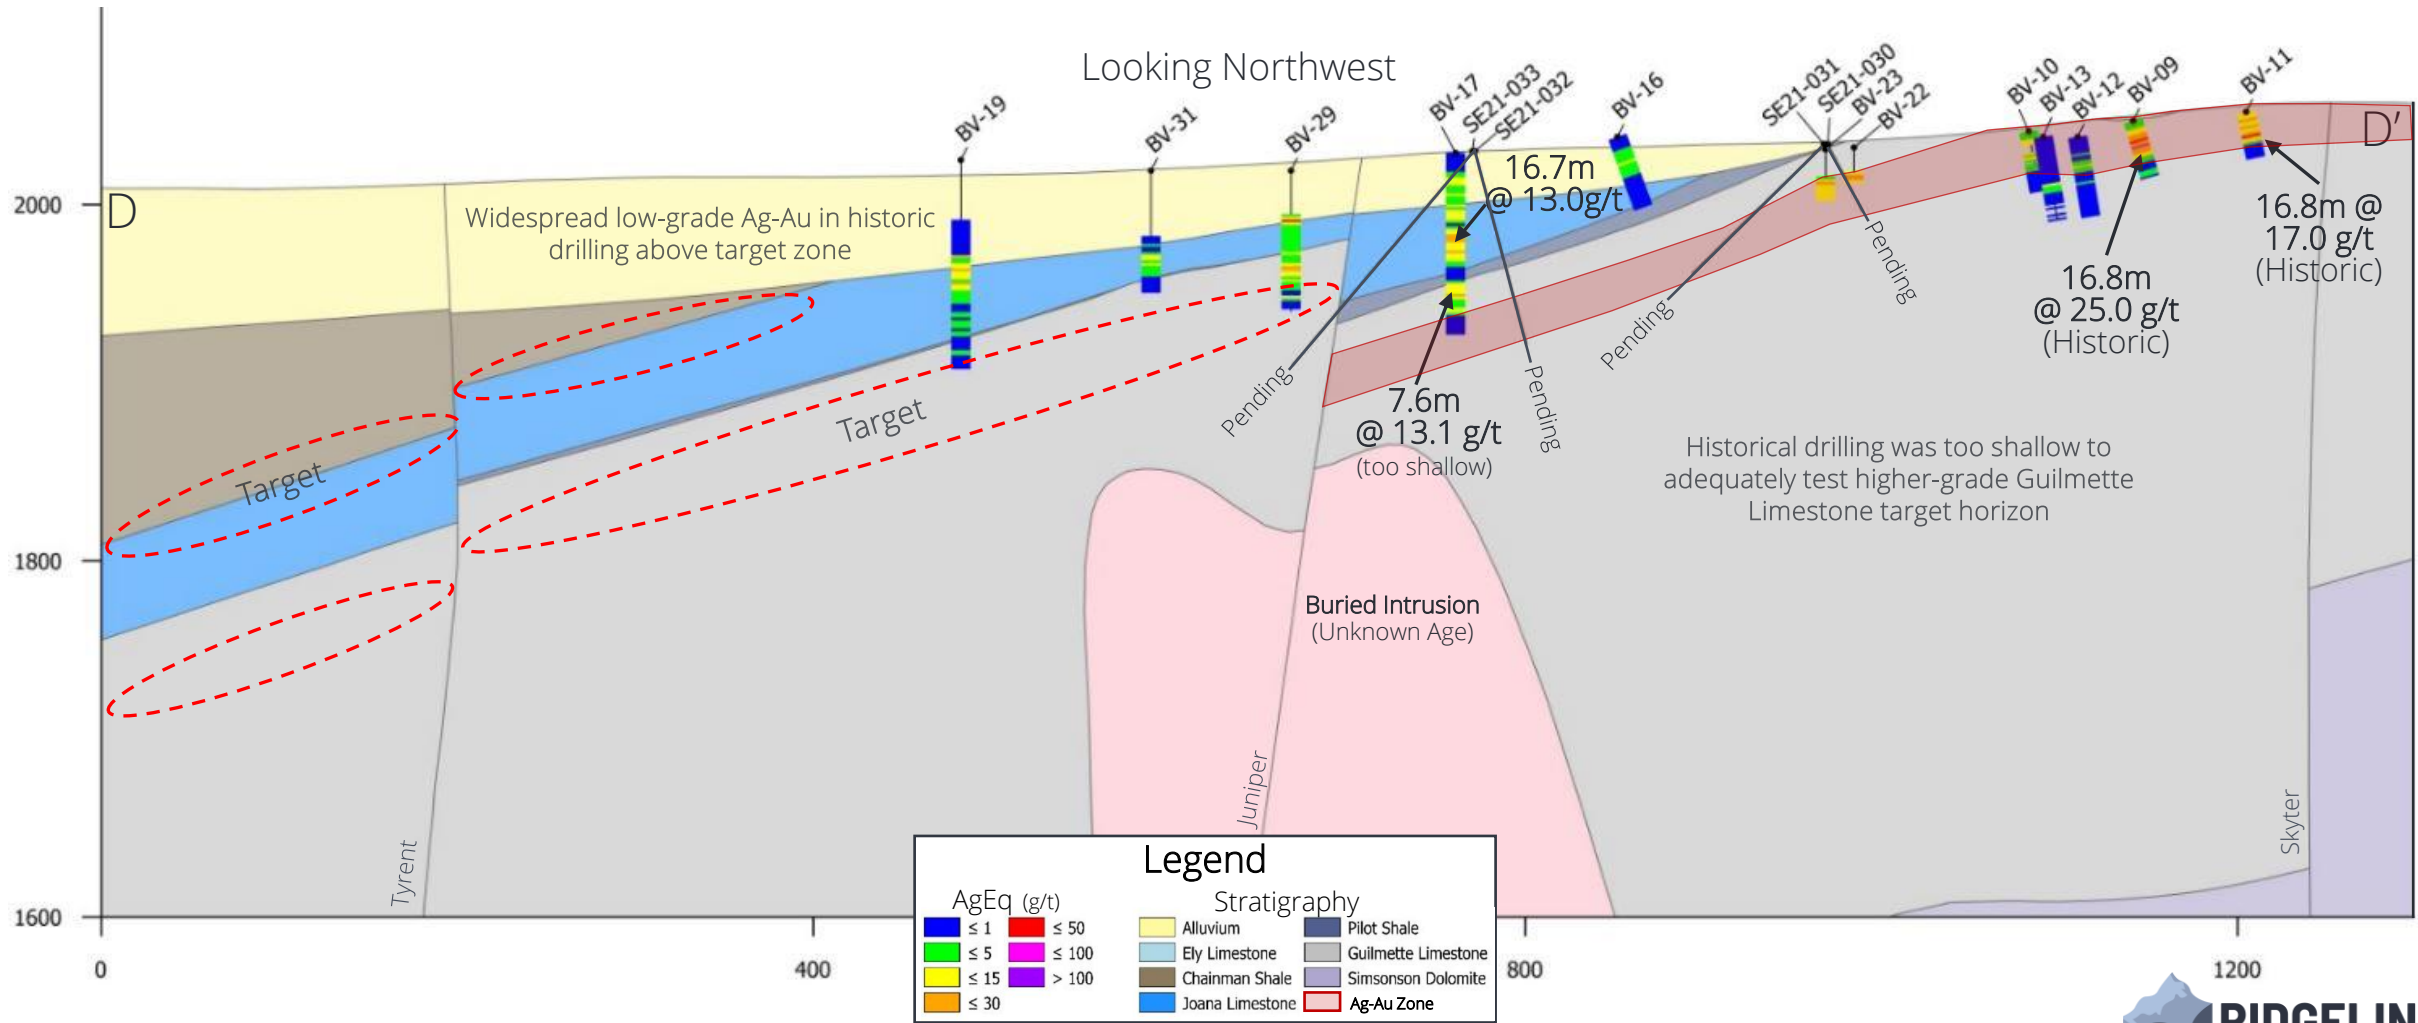 Looking Northwest
BV-19
BV-31
BV-29
BV-17
SE21-033
SE21-032
BV-16
SE21-031
SE21-030
BV-23
BV-22
BV-10
BV-13
BV-12
BV-09
BV-11
D
D'
2000
1800
1600
0
400
800
1200
Widespread low-grade Ag-Au in historic
drilling above target zone
16.7m
@ 13.0g/t
7.6m
@ 13.1 g/t
(too shallow)
16.8m
@ 25.0 g/t
(Historic)
16.8m @
17.0 g/t
(Historic)
Pending
Pending
Pending
Pending
Target
Target
Historical drilling was too shallow to
adequately test higher-grade Guilmette
Limestone target horizon
Buried Intrusion
(Unknown Age)
Tyrent
Juniper
Skyter
Legend
AgEq (g/t)
≤ 1
≤ 5
≤ 15
≤ 30
≤ 50
≤ 100
> 100
Stratigraphy
Alluvium
Ely Limestone
Chainman Shale
Joana Limestone
Pilot Shale
Guilmette Limestone
Simsonson Dolomite
Ag-Au Zone
RIDGELIN